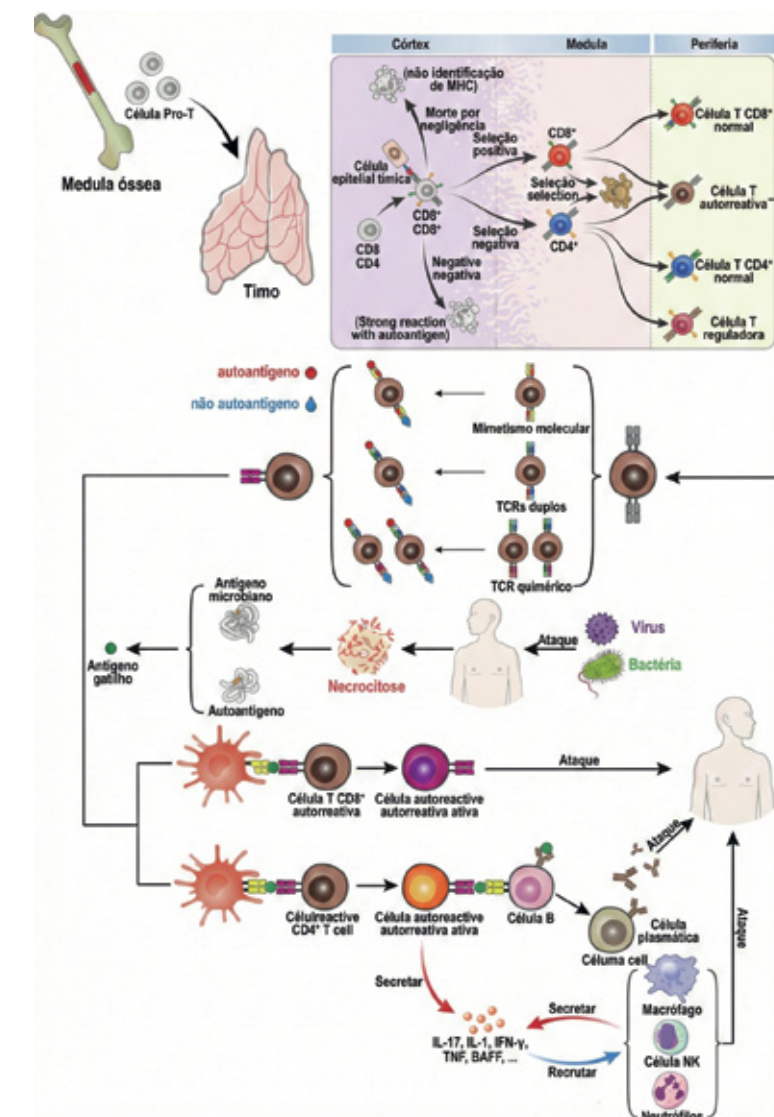 Córtex
Medula
Periferia
Célula Pro-T
Medula óssea
Timo
(não identificação
de MHC)
Morte por
negligência
Célula
epitelial tímica
CD8
CD4
CD8⁺
CD8⁺
Seleção
positiva
Seleção
negativa
Negative
negativa
(Strong reaction
with autoantigen)
CD8⁺
Seleção
selection
CD4⁺
Célula T CD8⁺
normal
Célula T
autorreativa
Célula T CD4⁺
normal
Célula T
reguladora
autoantígeno
não autoantígeno
Mimetismo molecular
TCRs duplos
TCR quimérico
Antígeno
microbiano
Antígeno
gatilho
Autoantígeno
Necrocitose
Ataque
Vírus
Bactéria
Célula T CD8⁺
autorreativa
Célula autoreactive
autorreativa ativa
Ataque
Célulreactive
CD4⁺ T cell
Célula autoreactive
autorreativa ativa
Célula B
Célula
plasmática
Céluma cell
Ataque
Ataque
Secretar
IL-17, IL-1, IFN-γ,
TNF, BAFF, ...
Secretar
Recrutar
Macrófago
Célula NK
Neutrófilos